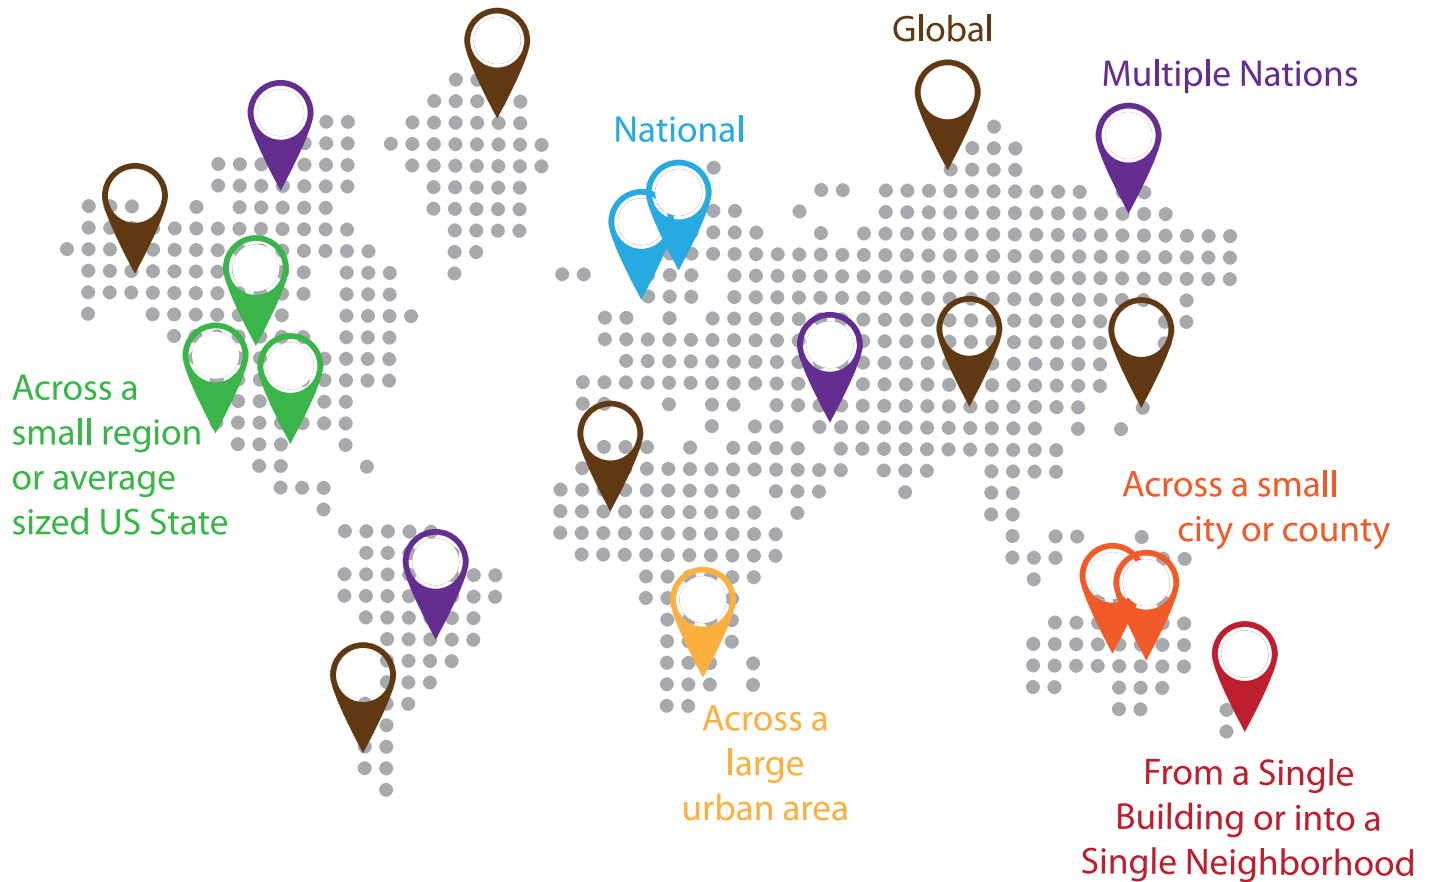 Global
Multiple Nations
National
Across a
small region
or average
sized US State
Across a small
city or county
Across a
large
urban area
From a Single
Building or into a
Single Neighborhood